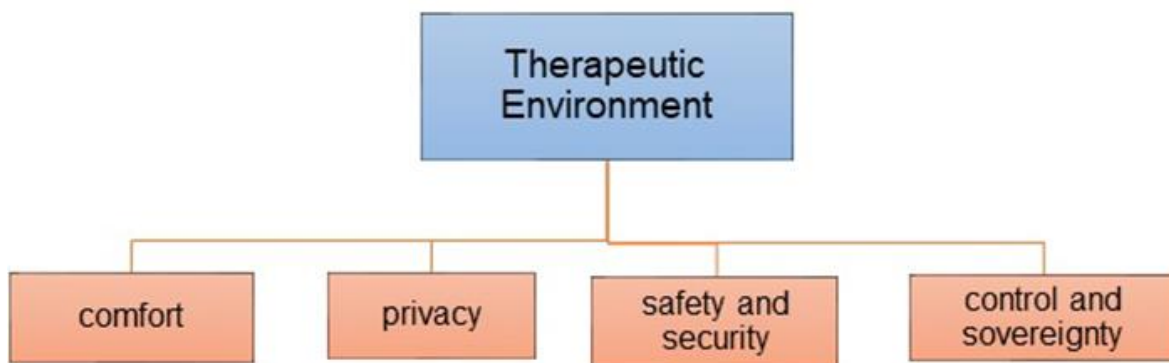 Therapeutic
Environment
comfort
privacy
safety and
security
control and
sovereignty